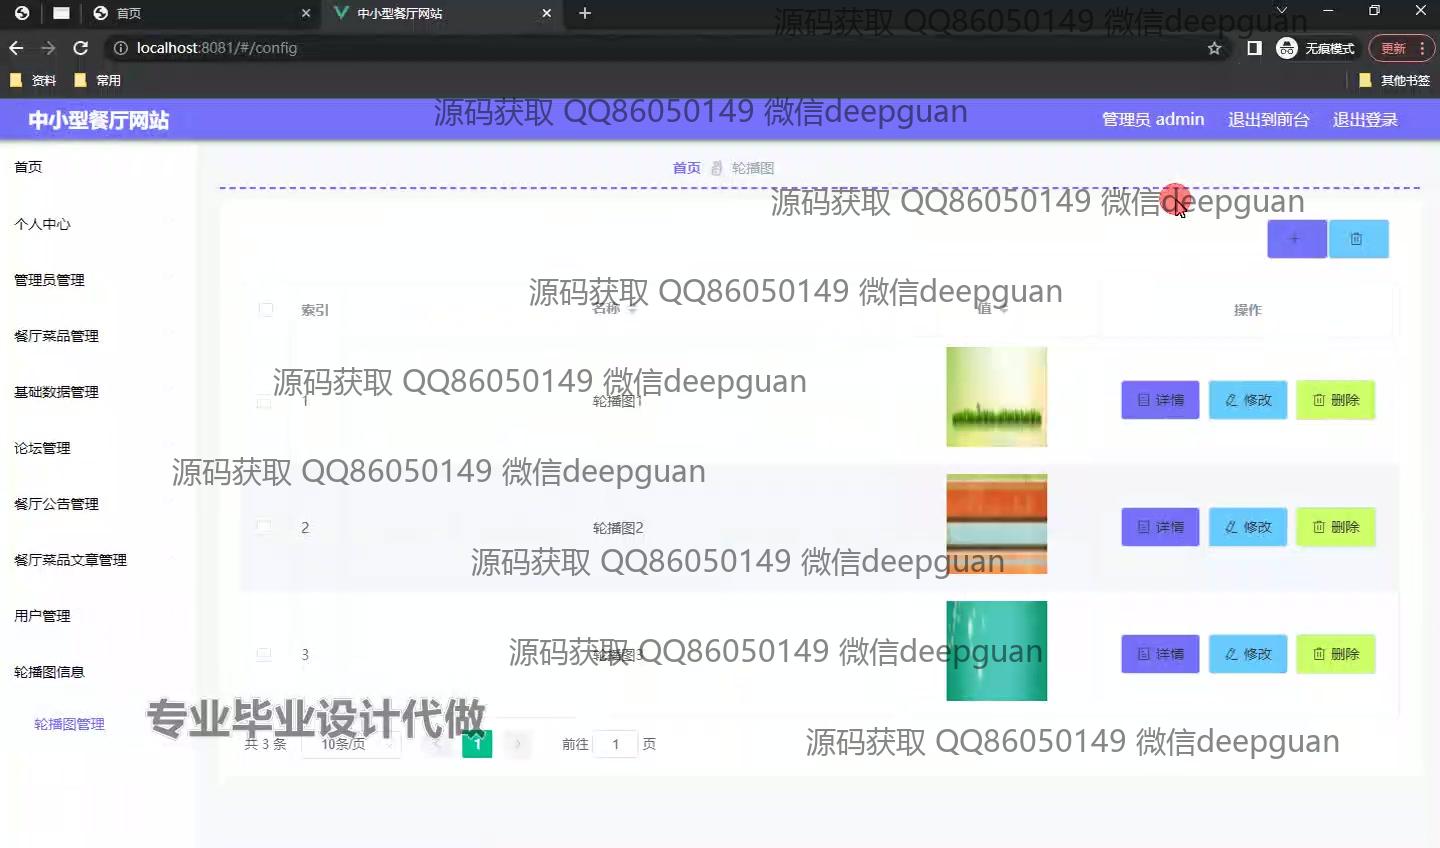 首页
中小型餐厅网站
源码获取 QQ86050149 微信deepguan
localhost:8081/#/config
无痕模式
更新
资料
常用
其他书签
中小型餐厅网站
源码获取 QQ86050149 微信deepguan
管理员 admin
退出到前台
退出登录
首页
轮播图
源码获取 QQ86050149 微信deepguan
首页
个人中心
管理员管理
餐厅菜品管理
基础数据管理
论坛管理
餐厅公告管理
餐厅菜品文章管理
用户管理
轮播图信息
轮播图管理
源码获取 QQ86050149 微信deepguan
索引
名称
值
操作
源码获取 QQ86050149 微信deepguan
1
轮播图1
详情
修改
删除
源码获取 QQ86050149 微信deepguan
2
轮播图2
详情
修改
删除
源码获取 QQ86050149 微信deepguan
源码获取 QQ86050149 微信deepguan
3
轮播图3
详情
修改
删除
专业毕业设计代做
共 3 条
10条/页
1
前往
1
页
源码获取 QQ86050149 微信deepguan